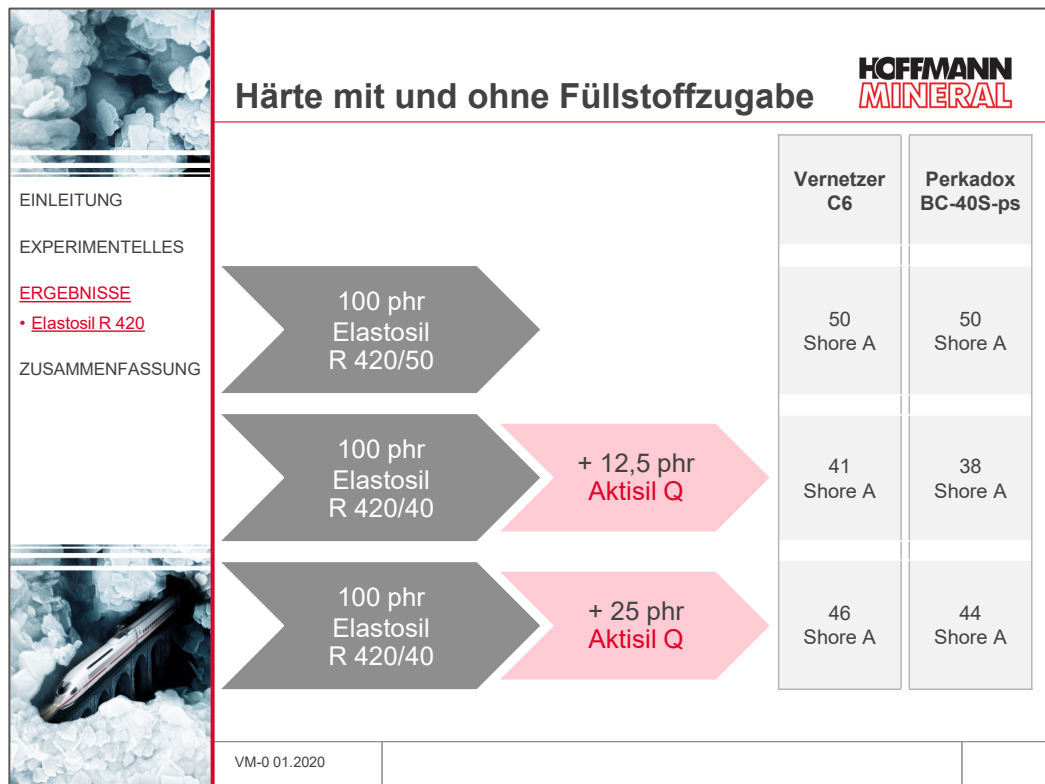 Härte mit und ohne Füllstoffzugabe
HOFFMANN
MINERAL
EINLEITUNG
EXPERIMENTELLES
ERGEBNISSE
• Elastosil R 420
ZUSAMMENFASSUNG
Vernetzer
C6
Perkadox
BC-40S-ps
100 phr
Elastosil
R 420/50
50
Shore A
50
Shore A
100 phr
Elastosil
R 420/40
+ 12,5 phr
Aktisil Q
41
Shore A
38
Shore A
100 phr
Elastosil
R 420/40
+ 25 phr
Aktisil Q
46
Shore A
44
Shore A
VM-0 01.2020